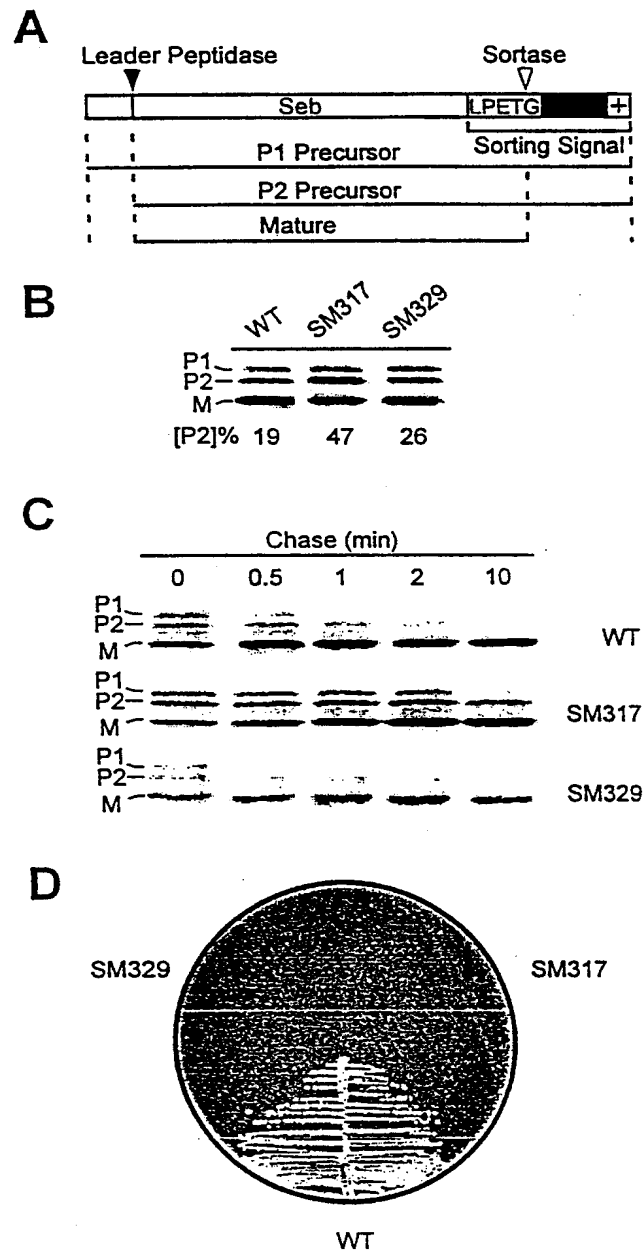 A
Leader Peptidase Sortase
Seb LPETG +
P1 Precursor Sorting Signal
P2 Precursor
Mature
B
WT SM317 SM329
P1
P2
M
[P2]% 19 47 26
C
Chase (min)
0 0.5 1 2 10
P1
P2
M WT
P1
P2
M SM317
P1
P2
M SM329
D
SM329 SM317
WT